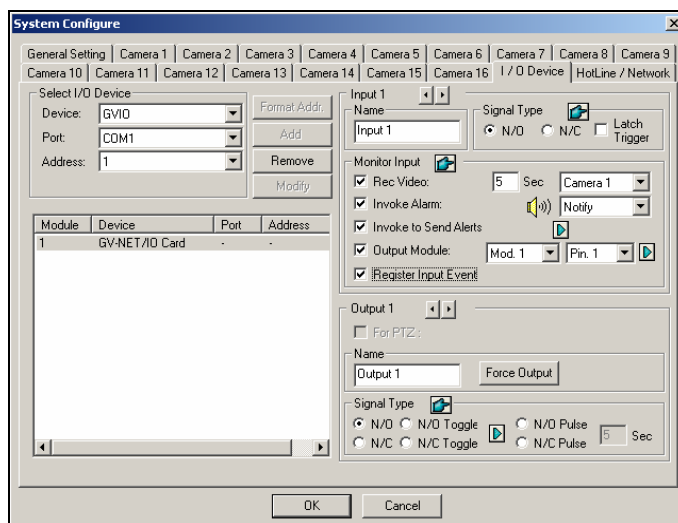 System Configure
General Setting Camera 1 Camera 2 Camera 3 Camera 4 Camera 5 Camera 6 Camera 7 Camera 8 Camera 9
Camera 10 Camera 11 Camera 12 Camera 13 Camera 14 Camera 15 Camera 16 I / O Device HotLine / Network
Select I/O Device
Device: GVIO
Port: COM1
Address: 1
Format Addr.
Add
Remove
Modify
Module Device Port Address
1 GV-NET/IO Card - -
Input 1
Name
Input 1
Signal Type
N/O N/C Latch Trigger
Monitor Input
Rec Video: 5 Sec Camera 1
Invoke Alarm: Notify
Invoke to Send Alerts
Output Module: Mod. 1 Pin. 1
Register Input Event
Output 1
For PTZ :
Name
Output 1
Force Output
Signal Type
N/O N/O Toggle N/O Pulse
N/C N/C Toggle N/C Pulse
5 Sec
OK Cancel